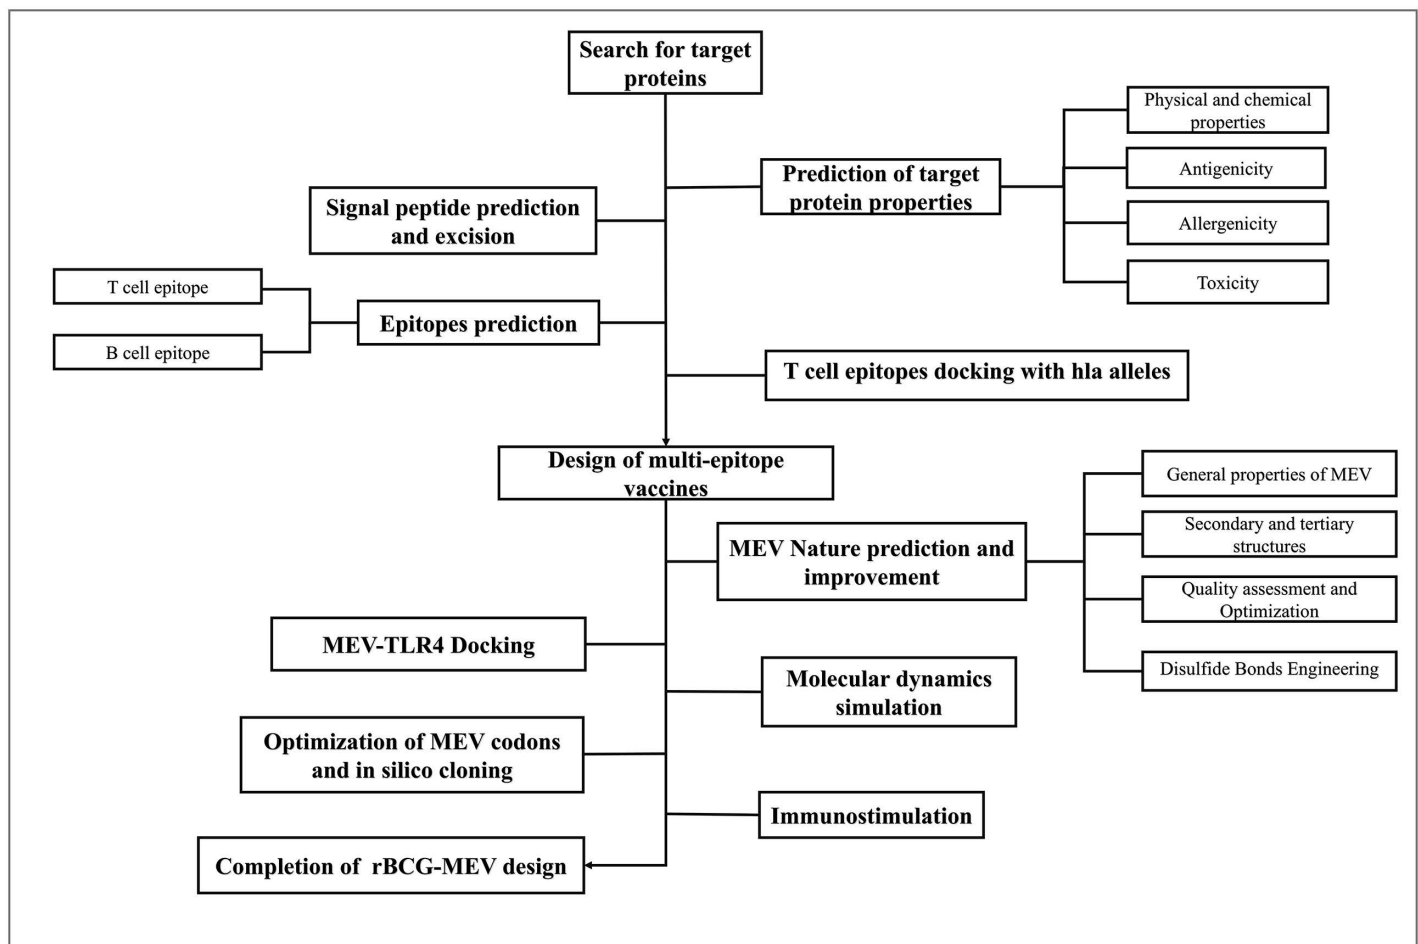 Search for target
proteins
Physical and chemical
properties
Prediction of target
protein properties
Antigenicity
Signal peptide prediction
and excision
Allergenicity
Toxicity
T cell epitope
Epitopes prediction
B cell epitope
T cell epitopes docking with hla alleles
Design of multi-epitope
vaccines
General properties of MEV
MEV Nature prediction and
improvement
Secondary and tertiary
structures
Quality assessment and
Optimization
MEV-TLR4 Docking
Disulfide Bonds Engineering
Molecular dynamics
simulation
Optimization of MEV codons
and in silico cloning
Immunostimulation
Completion of rBCG-MEV design